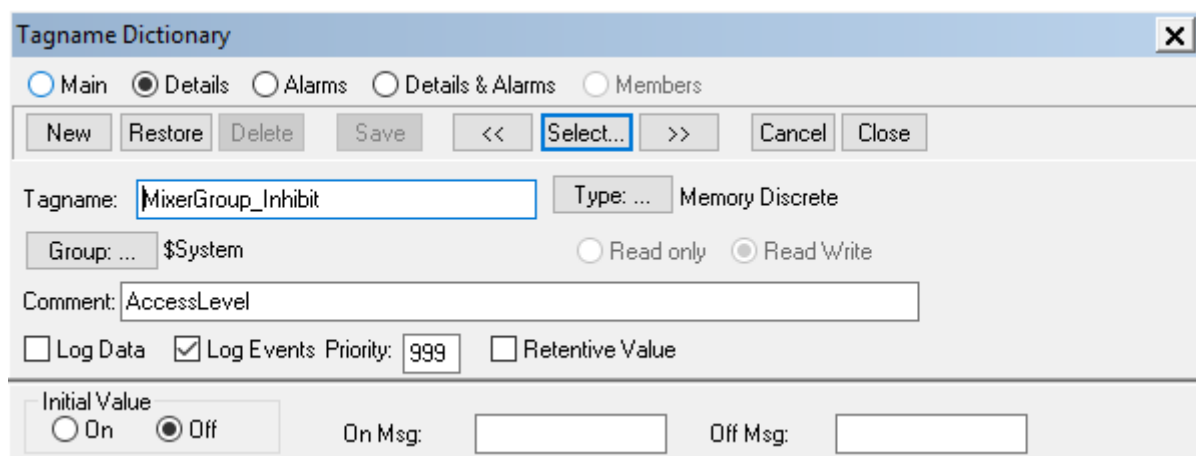 Tagname Dictionary
Main Details Alarms Details & Alarms Members
New Restore Delete Save << Select... >> Cancel Close
Tagname: MixerGroup_Inhibit Type: ... Memory Discrete
Group: ... $System Read only Read Write
Comment: AccessLevel
Log Data Log Events Priority: 999 Retentive Value
Initial Value
On Off On Msg: Off Msg: